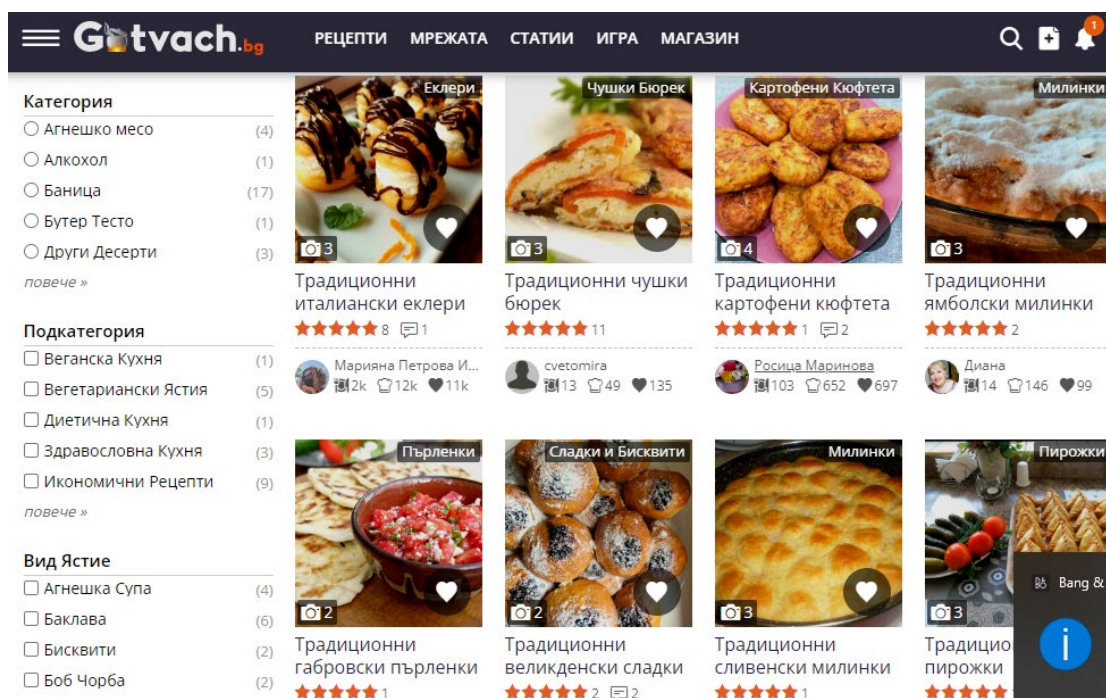 Gotvach.bg
РЕЦЕПТИ МРЕЖАТА СТАТИИ ИГРА МАГАЗИН
1
Категория
Агнешко месо (4)
Алкохол (1)
Баница (17)
Бутер Тесто (1)
Други Десерти (3)
повече »
Подкатегория
Веганска Кухня (1)
Вегетариански Ястия (5)
Диетична Кухня (1)
Здравословна Кухня (3)
Икономични Рецепти (9)
повече »
Вид Ястие
Агнешка Супа (4)
Баклава (6)
Бисквити (2)
Боб Чорба (2)
Еклери
3
Традиционни
италиански еклери
8 1
Марияна Петрова И...
2k 12k 11k
Чушки Бюрек
3
Традиционни чушки
бюрек
11
cvetomira
13 49 135
Картофени Кюфтета
4
Традиционни
картофени кюфтета
1 2
Росица Маринова
103 652 697
Милинки
3
Традиционни
ямболски милинки
2
Диана
14 146 99
Пърленки
2
Традиционни
габровски пърленки
1
Сладки и Бисквити
2
Традиционни
великденски сладки
2 2
Милинки
3
Традиционни
сливенски милинки
1
Пирожки
3
Традицио
пирожки
Bang &